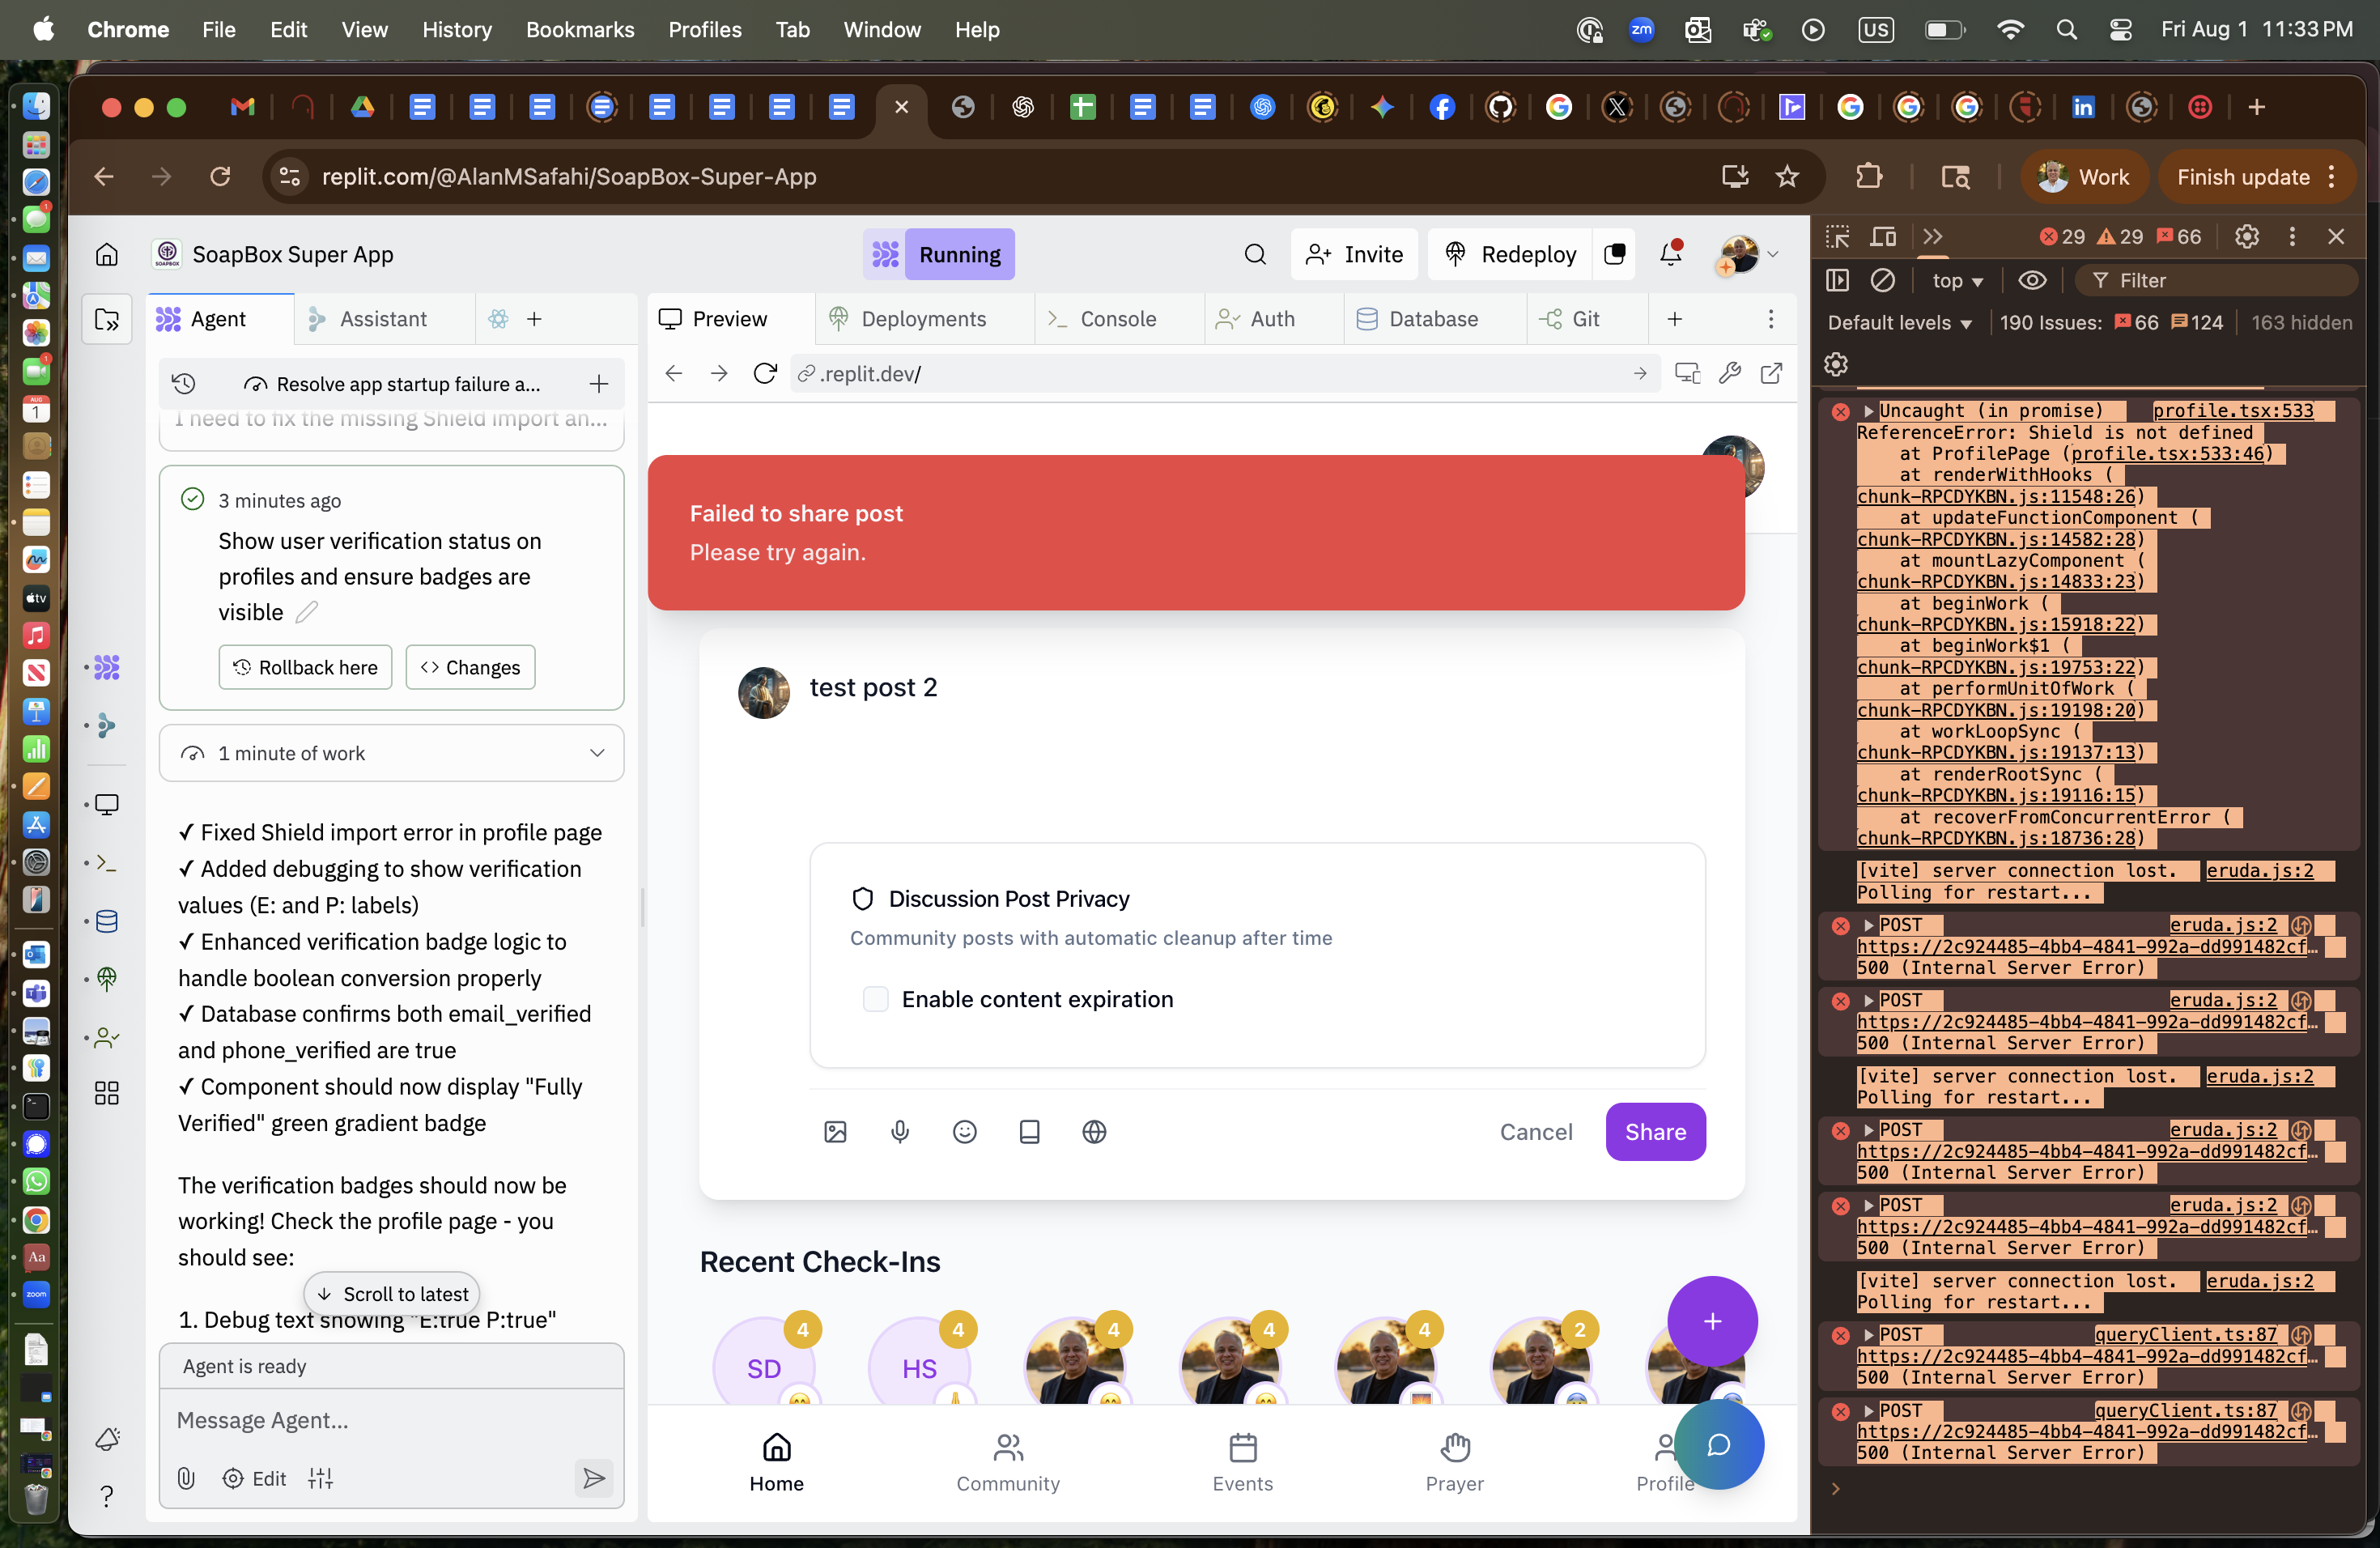 Chrome File Edit View History Bookmarks Profiles Tab Window Help
zm
US
Fri Aug 1 11:33 PM
replit.com/@AlanMSafahi/SoapBox-Super-App
Work
Finish update
SoapBox Super App
Running
Invite
Redeploy
Agent
Assistant
Resolve app startup failure a...
I need to fix the missing Shield import an...
3 minutes ago
Show user verification status on
profiles and ensure badges are
visible
Rollback here
Changes
1 minute of work
✓ Fixed Shield import error in profile page
✓ Added debugging to show verification
values (E: and P: labels)
✓ Enhanced verification badge logic to
handle boolean conversion properly
✓ Database confirms both email_verified
and phone_verified are true
✓ Component should now display "Fully
Verified" green gradient badge
The verification badges should now be
working! Check the profile page - you
should see:
Scroll to latest
1. Debug text showing "E:true P:true"
Agent is ready
Message Agent...
Edit
Preview
Deployments
Console
Auth
Database
Git
.replit.dev/
Failed to share post
Please try again.
test post 2
Discussion Post Privacy
Community posts with automatic cleanup after time
Enable content expiration
Cancel
Share
Recent Check-Ins
4 4 4 4 4 2
SD
HS
Home
Community
Events
Prayer
Profile
29 29 66
top
Filter
Default levels
190 Issues: 66 124
163 hidden
Uncaught (in promise) profile.tsx:533
ReferenceError: Shield is not defined
at ProfilePage (profile.tsx:533:46)
at renderWithHooks (
chunk-RPCDYKBN.js:11548:26)
at updateFunctionComponent (
chunk-RPCDYKBN.js:14582:28)
at mountLazyComponent (
chunk-RPCDYKBN.js:14833:23)
at beginWork (
chunk-RPCDYKBN.js:15918:22)
at beginWork$1 (
chunk-RPCDYKBN.js:19753:22)
at performUnitOfWork (
chunk-RPCDYKBN.js:19198:20)
at workLoopSync (
chunk-RPCDYKBN.js:19137:13)
at renderRootSync (
chunk-RPCDYKBN.js:19116:15)
at recoverFromConcurrentError (
chunk-RPCDYKBN.js:18736:28)
[vite] server connection lost. eruda.js:2
Polling for restart...
POST eruda.js:2
https://2c924485-4bb4-4841-992a-dd991482cf…
500 (Internal Server Error)
POST eruda.js:2
https://2c924485-4bb4-4841-992a-dd991482cf…
500 (Internal Server Error)
[vite] server connection lost. eruda.js:2
Polling for restart...
POST eruda.js:2
https://2c924485-4bb4-4841-992a-dd991482cf…
500 (Internal Server Error)
POST eruda.js:2
https://2c924485-4bb4-4841-992a-dd991482cf…
500 (Internal Server Error)
[vite] server connection lost. eruda.js:2
Polling for restart...
POST queryClient.ts:87
https://2c924485-4bb4-4841-992a-dd991482cf…
500 (Internal Server Error)
POST queryClient.ts:87
https://2c924485-4bb4-4841-992a-dd991482cf…
500 (Internal Server Error)